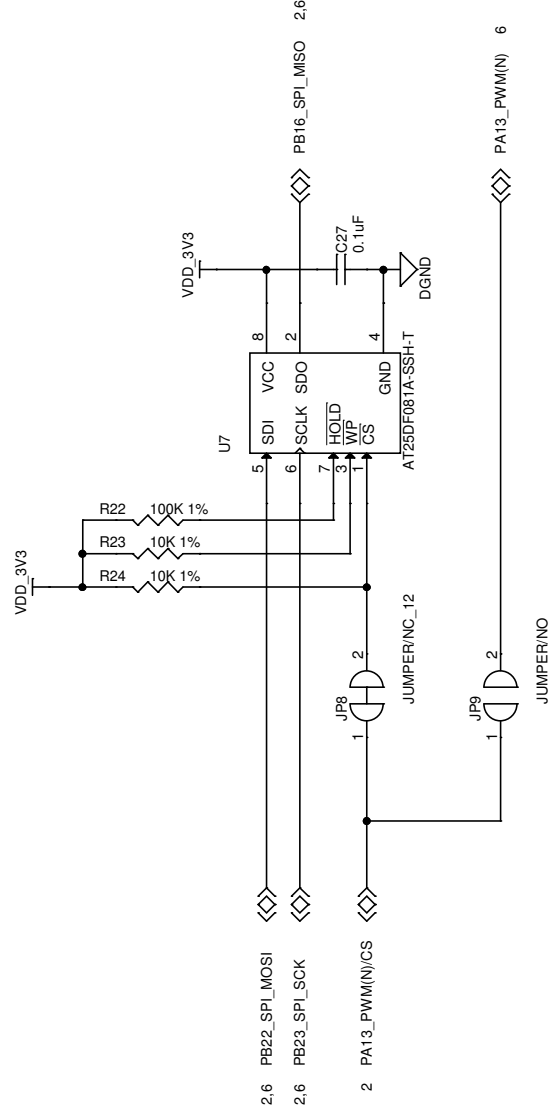 VDD_3V3
R22 100K 1%
R23 10K 1%
R24 10K 1%
VDD_3V3
C27
0.1uF
DGND
U7
5 SDI VCC 8
6 SCLK SDO 2
7 HOLD
3 WP
1 CS GND 4
AT25DF081A-SSH-T
2,6 PB22_SPI_MOSI
2,6 PB23_SPI_SCK
2 PA13_PWM(N)/CS
PB16_SPI_MISO 2,6
JP8
1 2
JUMPER/NC_12
JP9
1 2
JUMPER/NO
PA13_PWM(N) 6